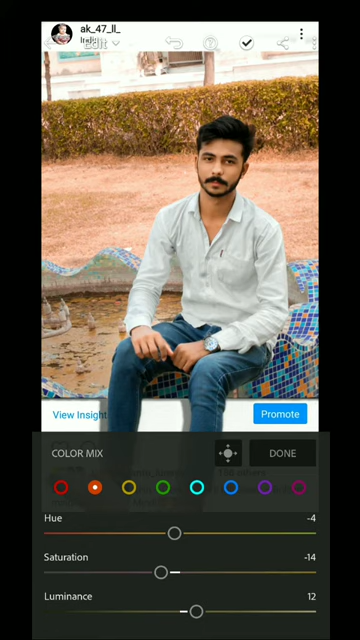 ak_47_ll_
Edit
View Insight
Promote
COLOR MIX
DONE
Hue
-4
Saturation
-14
Luminance
12